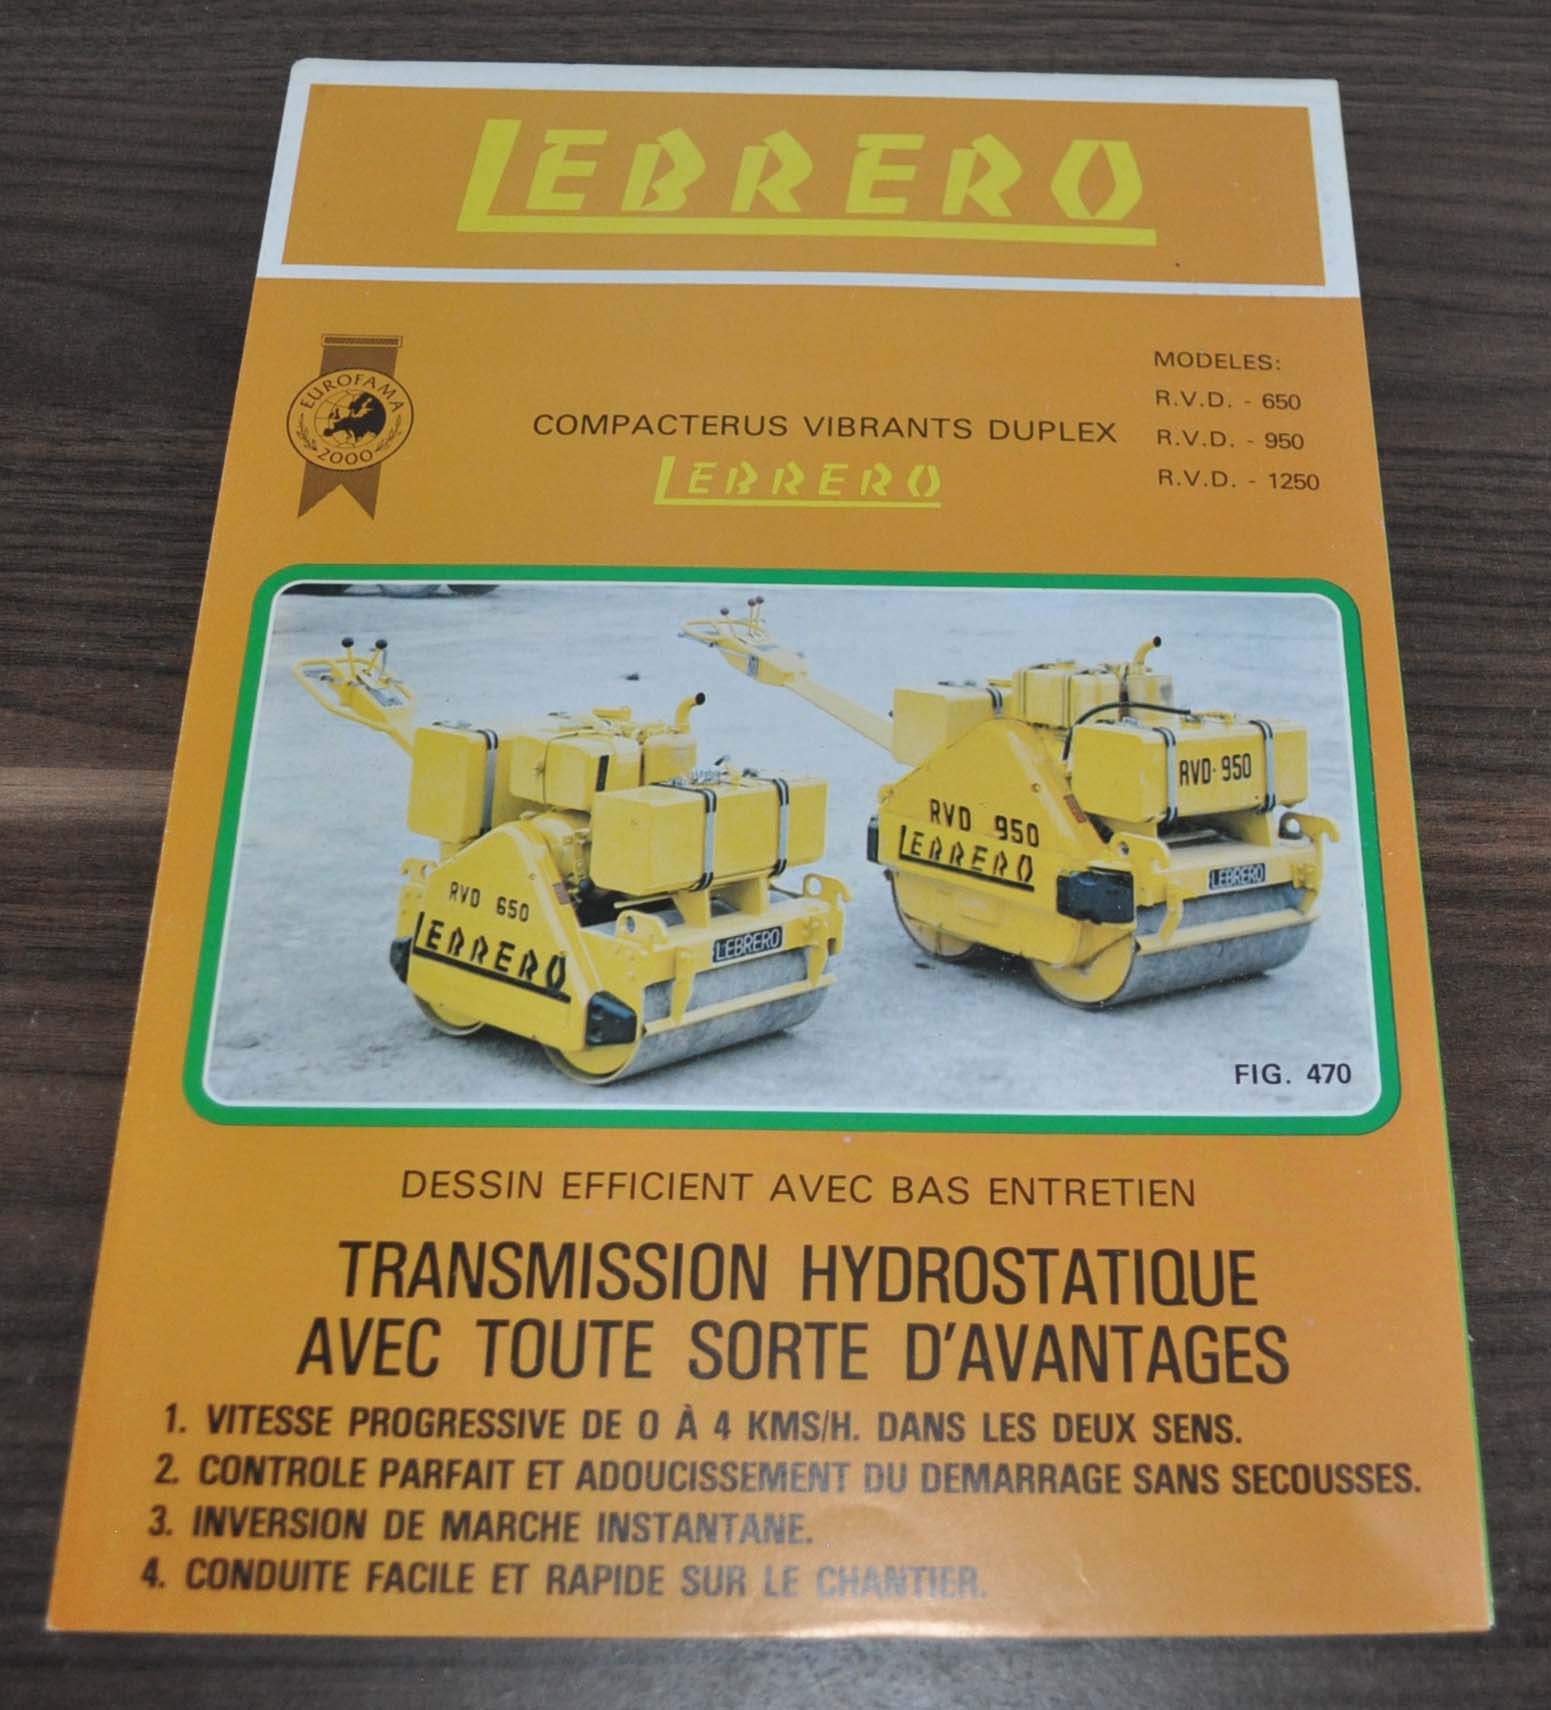 LEBRERO
EUROFAMA
2000
COMPACTERUS VIBRANTS DUPLEX
LEBRERO
MODELES:
R.V.D. - 650
R.V.D. - 950
R.V.D. - 1250
RVD 650
LEBRERO
LEBRERO
RVD 950
LEBRERO
RVD-950
LEBRERO
FIG. 470
DESSIN EFFICIENT AVEC BAS ENTRETIEN
TRANSMISSION HYDROSTATIQUE
AVEC TOUTE SORTE D'AVANTAGES
1. VITESSE PROGRESSIVE DE 0 À 4 KMS/H. DANS LES DEUX SENS.
2. CONTROLE PARFAIT ET ADOUCISSEMENT DU DEMARRAGE SANS SECOUSSES.
3. INVERSION DE MARCHE INSTANTANE.
4. CONDUITE FACILE ET RAPIDE SUR LE CHANTIER.